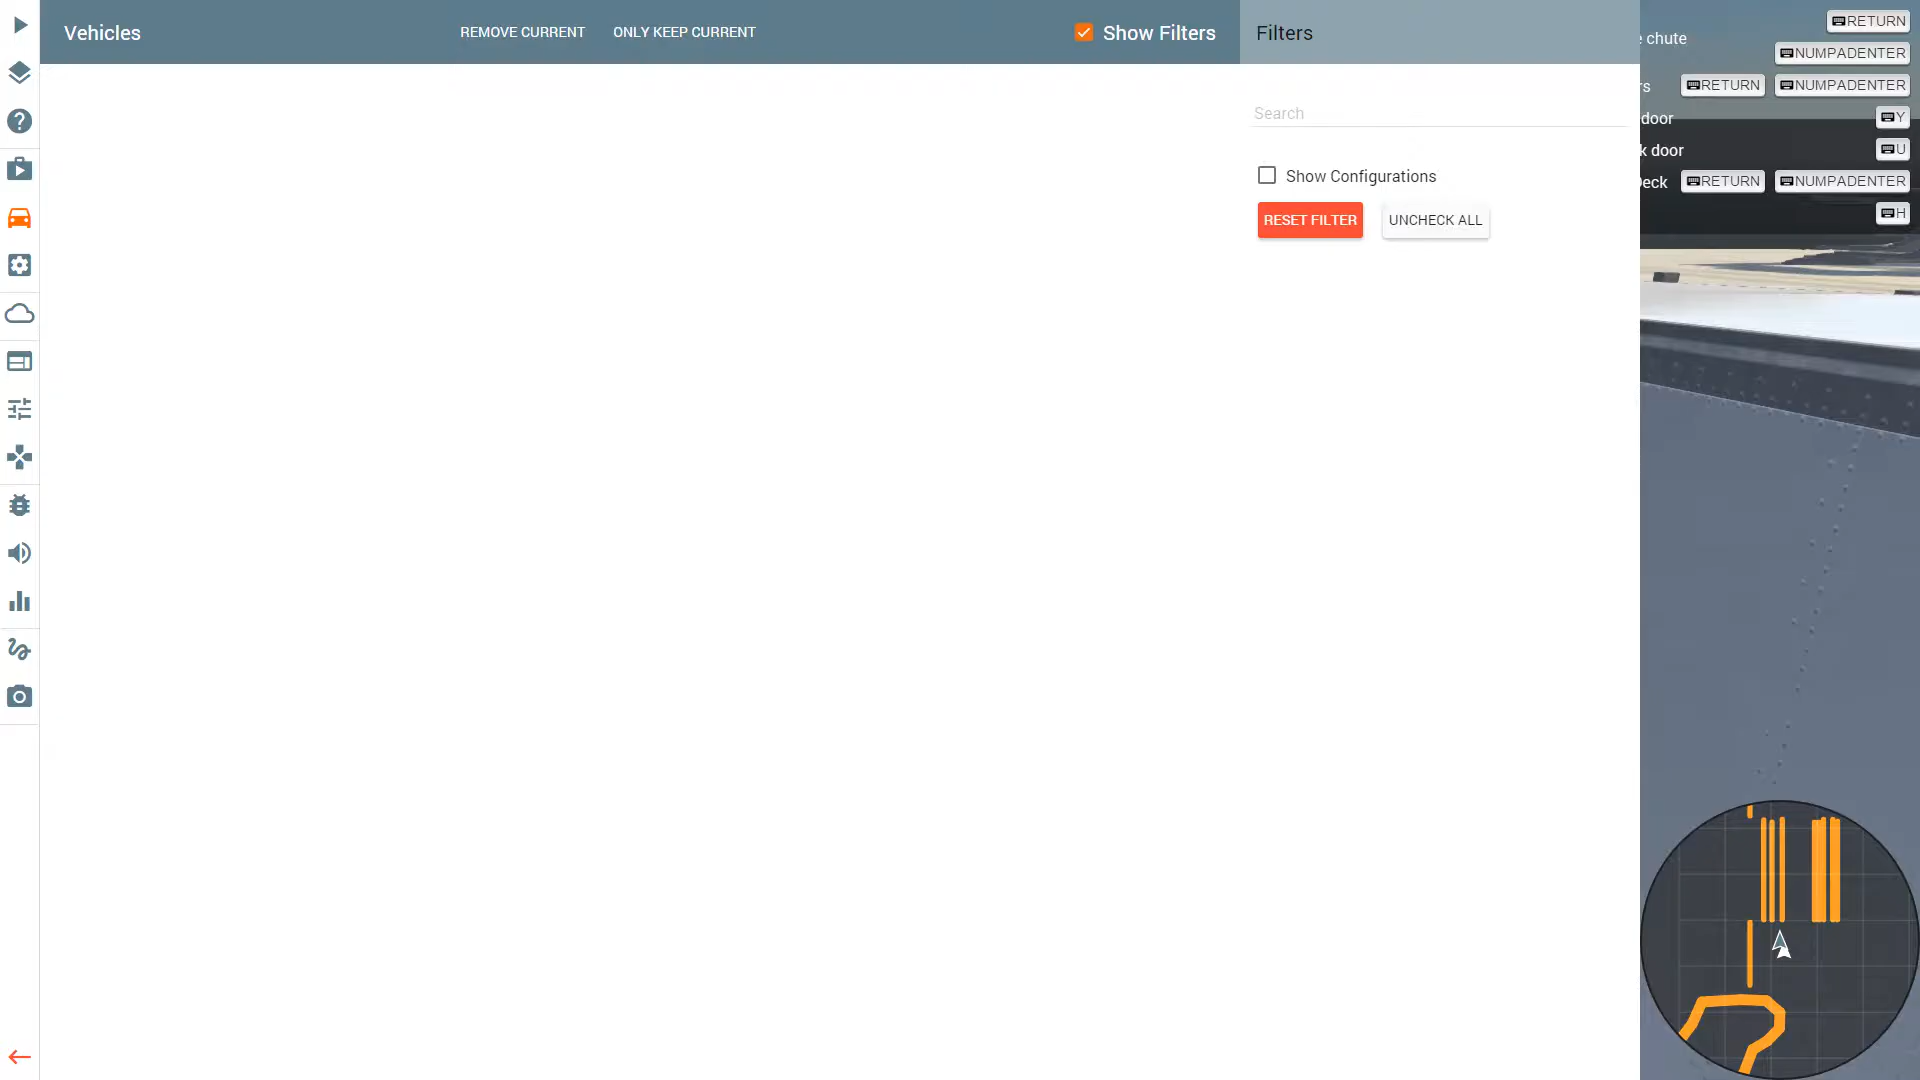 Vehicles
REMOVE CURRENT
ONLY KEEP CURRENT
Show Filters
Filters
Search
Show Configurations
RESET FILTER
UNCHECK ALL
RETURN
chute
NUMPADENTER
rs
RETURN
NUMPADENTER
door
Y
k door
U
Deck
RETURN
NUMPADENTER
H